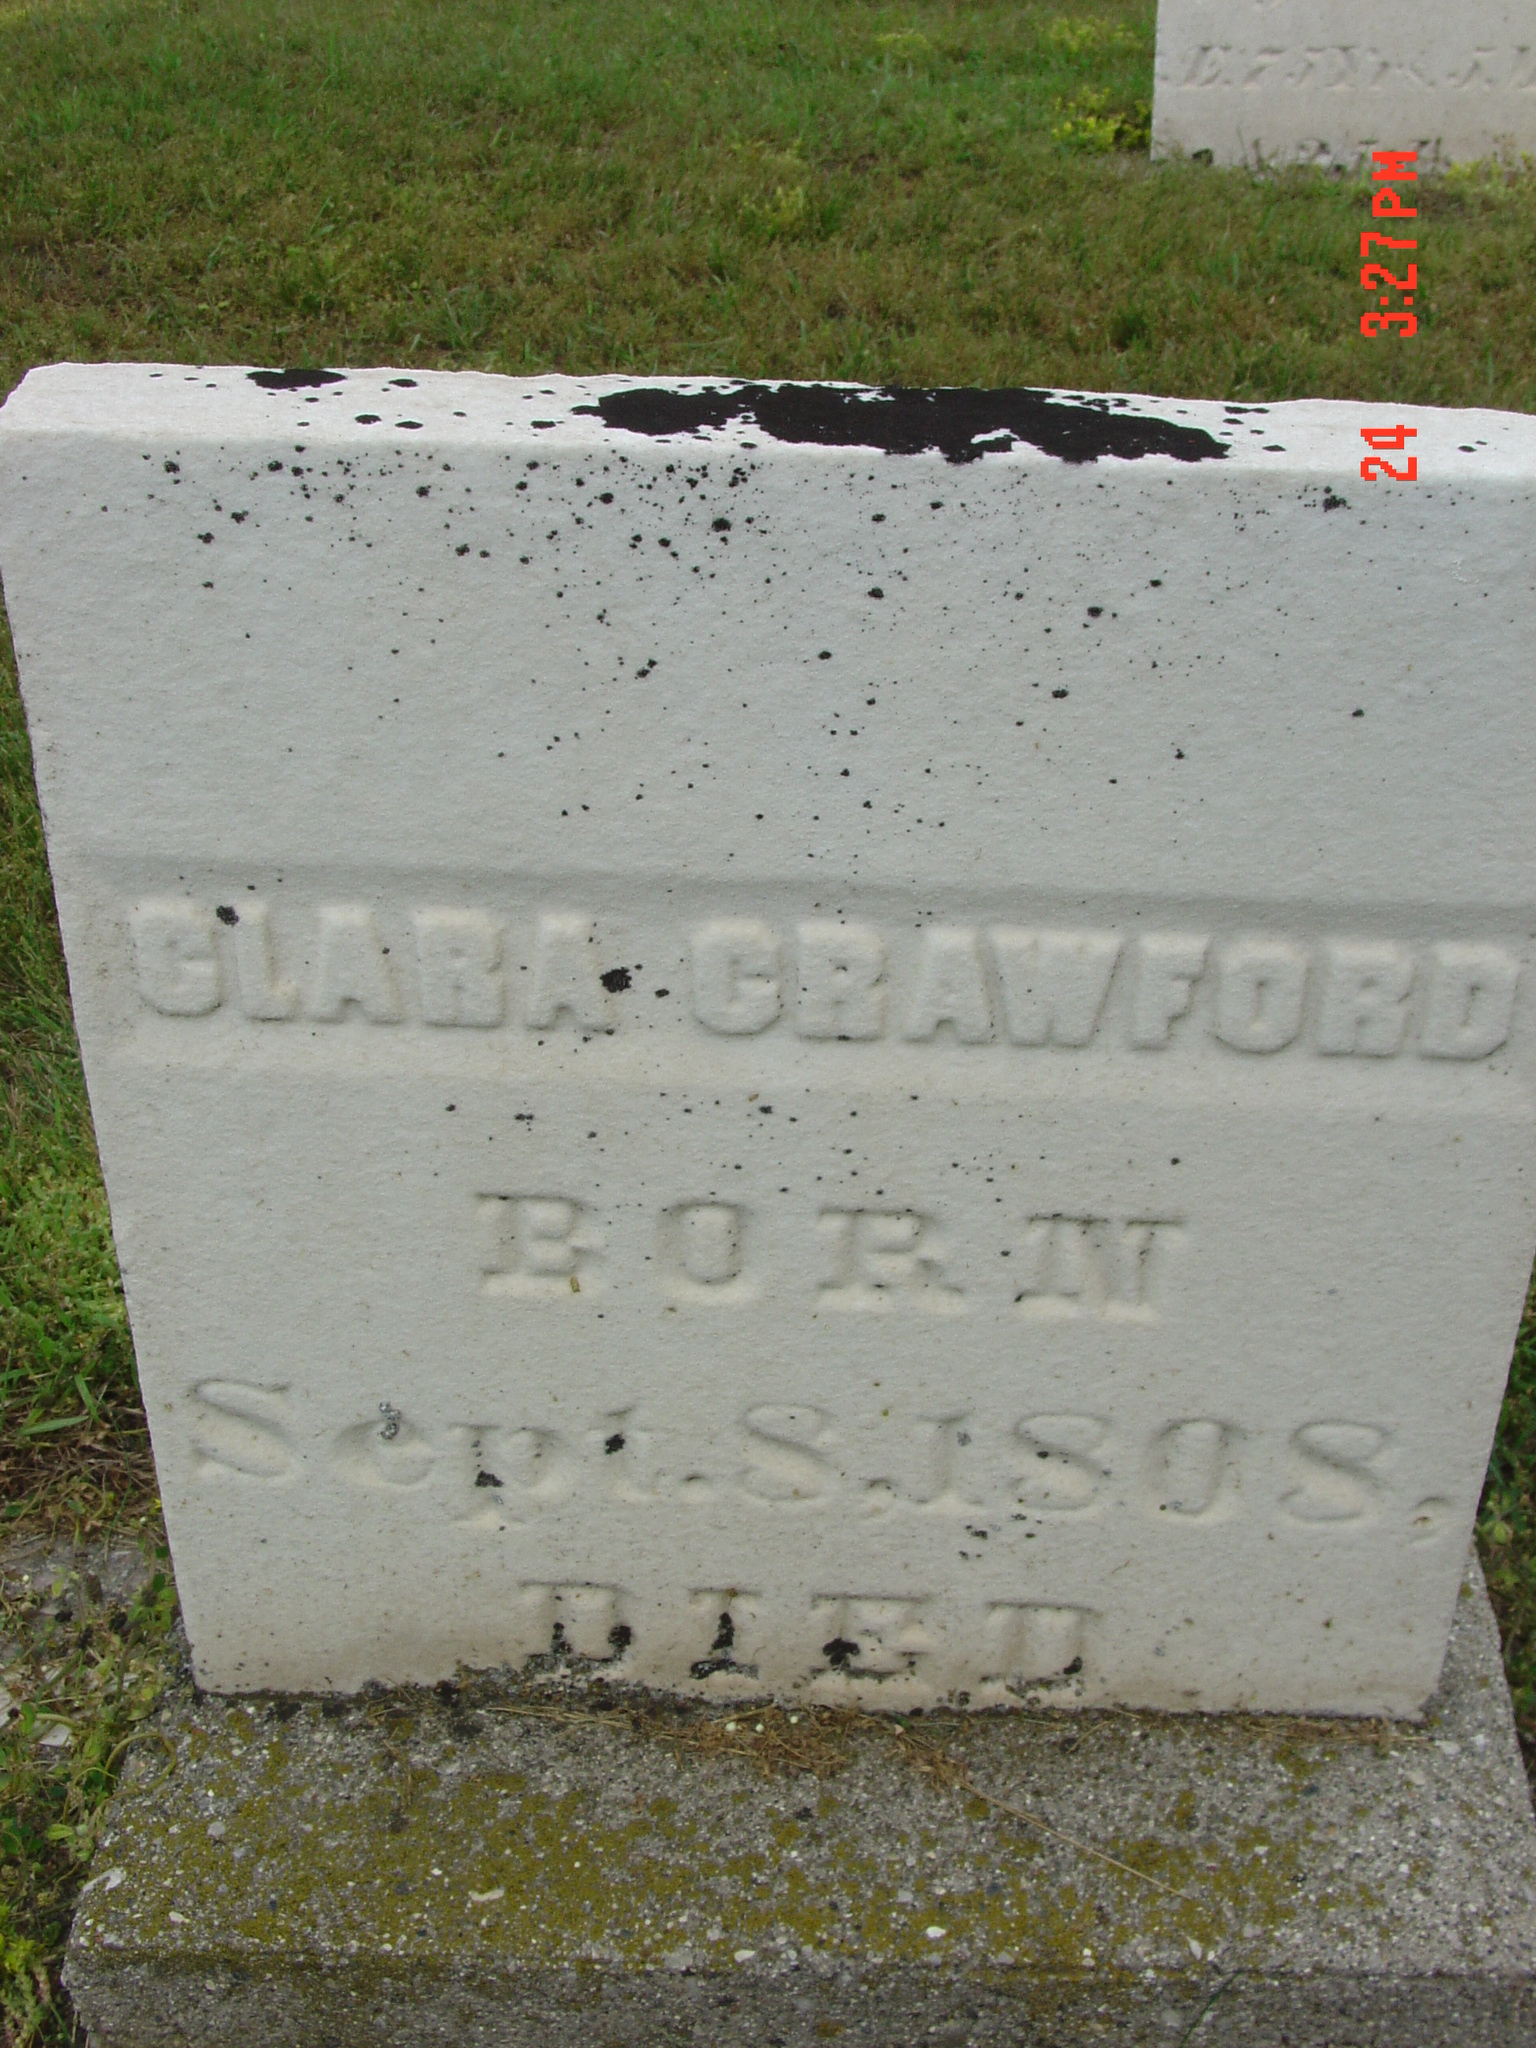 CLARA CRAWFORD
BORN
Sept. 8. 1808.
DIED
24 3:27 PM